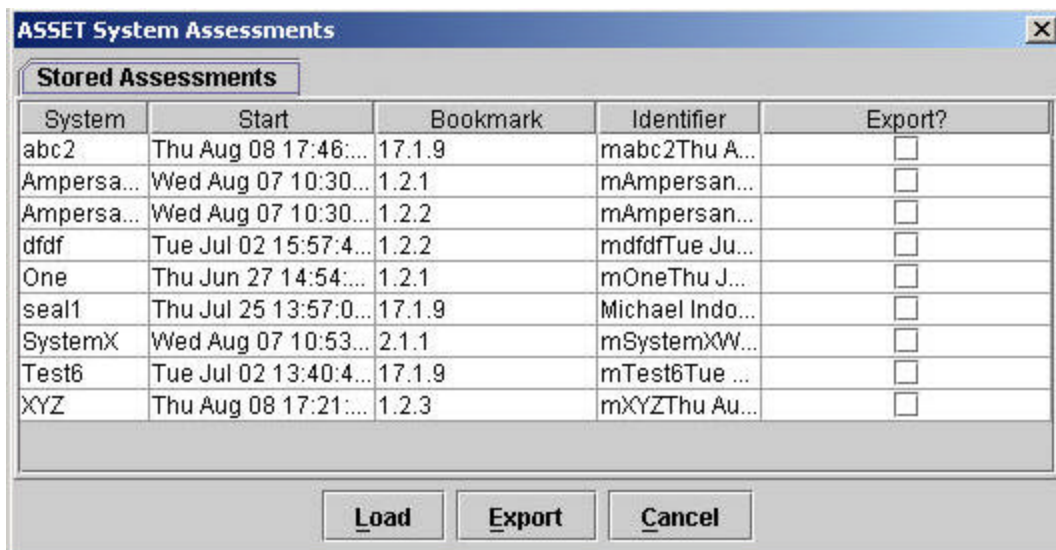 ASSET System Assessments
Stored Assessments
System Start Bookmark Identifier Export?
abc2 Thu Aug 08 17:46:... 17.1.9 mabc2Thu A...
Ampersa... Wed Aug 07 10:30... 1.2.1 mAmpersan...
Ampersa... Wed Aug 07 10:30... 1.2.2 mAmpersan...
dfdf Tue Jul 02 15:57:4... 1.2.2 mdfdfTue Ju...
One Thu Jun 27 14:54:... 1.2.1 mOneThu J...
seal1 Thu Jul 25 13:57:0... 17.1.9 Michael Indo...
SystemX Wed Aug 07 10:53... 2.1.1 mSystemXW...
Test6 Tue Jul 02 13:40:4... 17.1.9 mTest6Tue ...
XYZ Thu Aug 08 17:21:... 1.2.3 mXYZThu Au...
Load Export Cancel